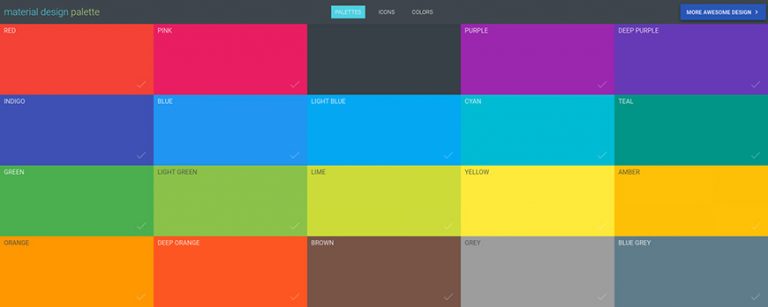 material design palette
PALETTES
ICONS
COLORS
MORE AWESOME DESIGN >
RED
PINK
PURPLE
DEEP PURPLE
INDIGO
BLUE
LIGHT BLUE
CYAN
TEAL
GREEN
LIGHT GREEN
LIME
YELLOW
AMBER
ORANGE
DEEP ORANGE
BROWN
GREY
BLUE GREY